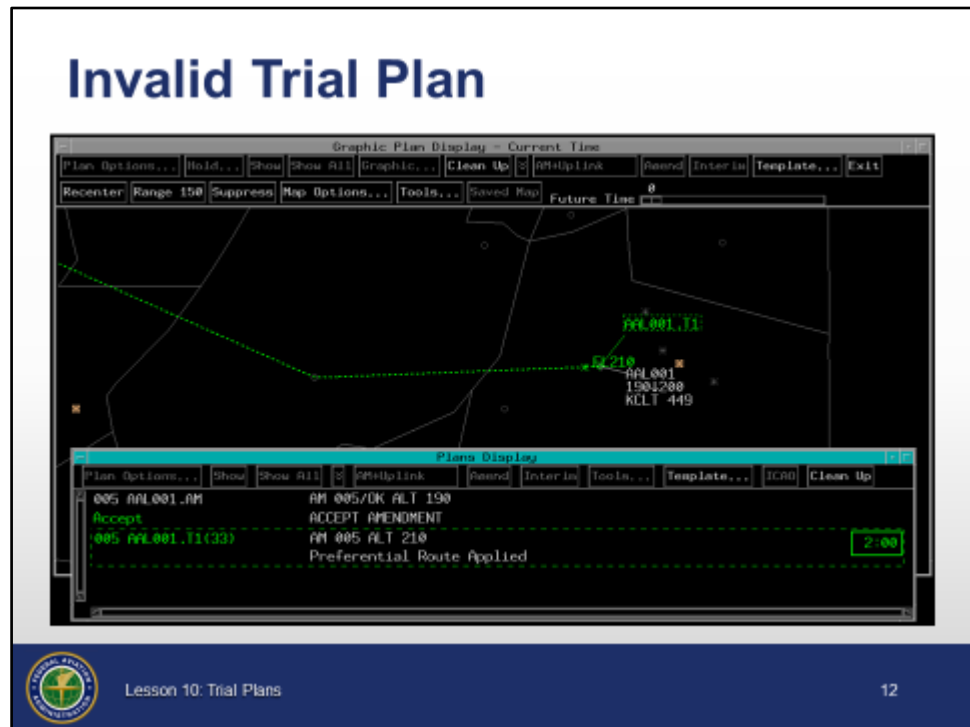 Invalid Trial Plan
Graphic Plan Display - Current Time
Plan Options... Hold... Show Show All Graphic... Clean Up AM+Uplink Amend Interim Template... Exit
Recenter Range 150 Suppress Map Options... Tools... Saved Map Future Time 0
AAL001.T1
210
AAL001
190↓200
KCLT 449
Plans Display
Plan Options... Show Show All AM+Uplink Amend Interim Tools... Template... ICAO Clean Up
005 AAL001.AM AM 005/OK ALT 190
Accept ACCEPT AMENDMENT
005 AAL001.T1(33) AM 005 ALT 210 2:00
Preferential Route Applied
FEDERAL AVIATION ADMINISTRATION
Lesson 10: Trial Plans 12